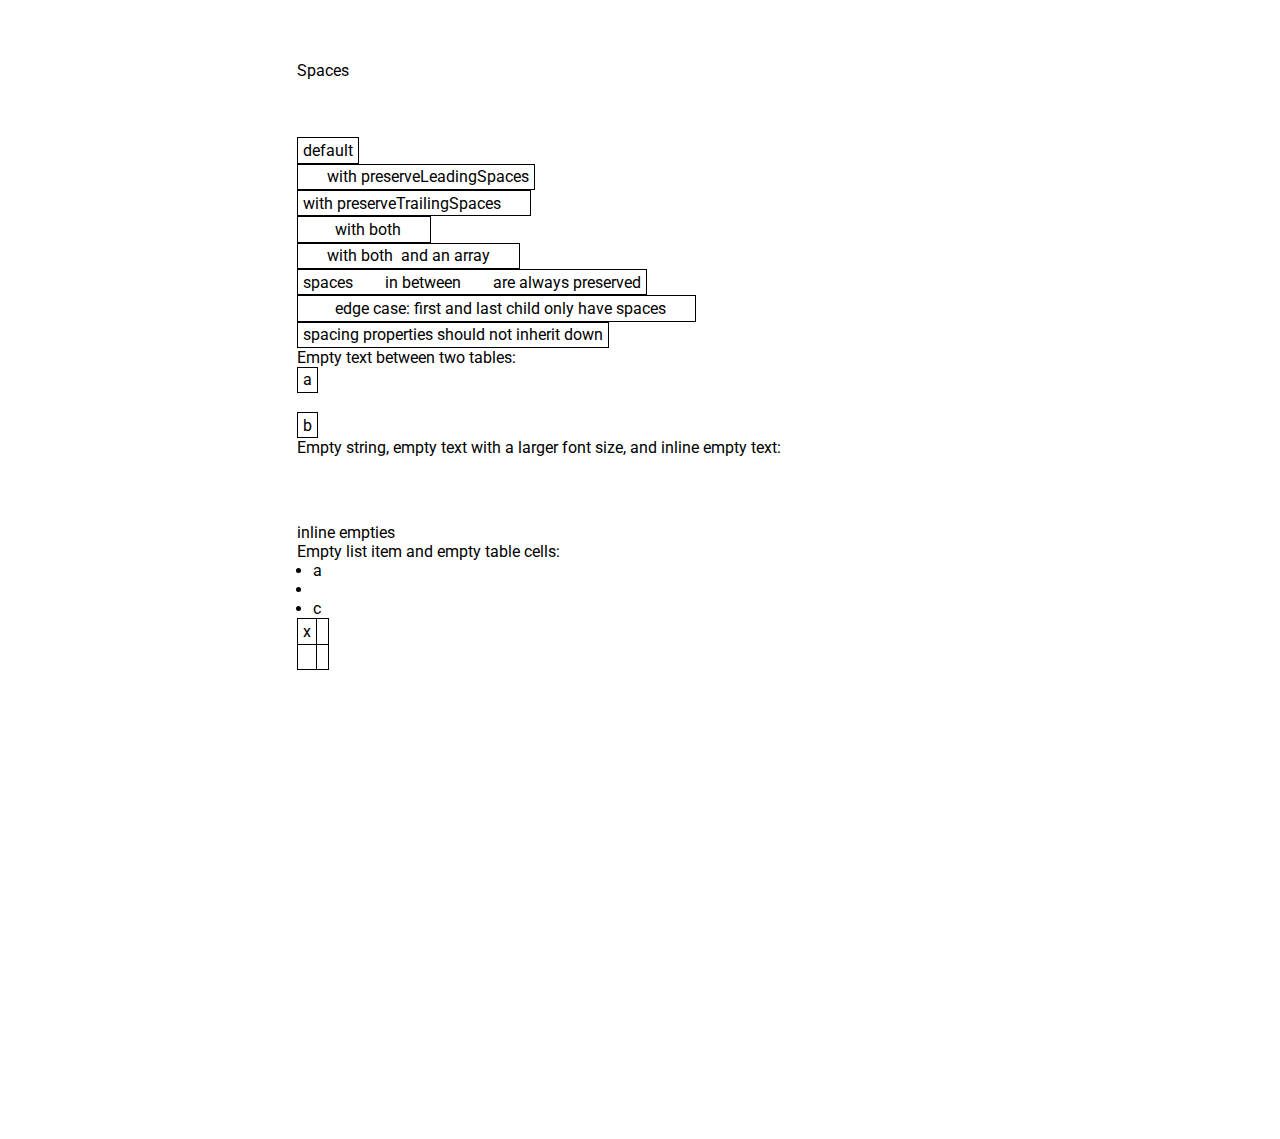 Spaces
default
with preserveLeadingSpaces
with preserveTrailingSpaces
with both
with both  and an array
spaces        in between        are always preserved
edge case: first and last child only have spaces
spacing properties should not inherit down
Empty text between two tables:
a
b
Empty string, empty text with a larger font size, and inline empty text:
inline empties
Empty list item and empty table cells:
• a
•
• c
x